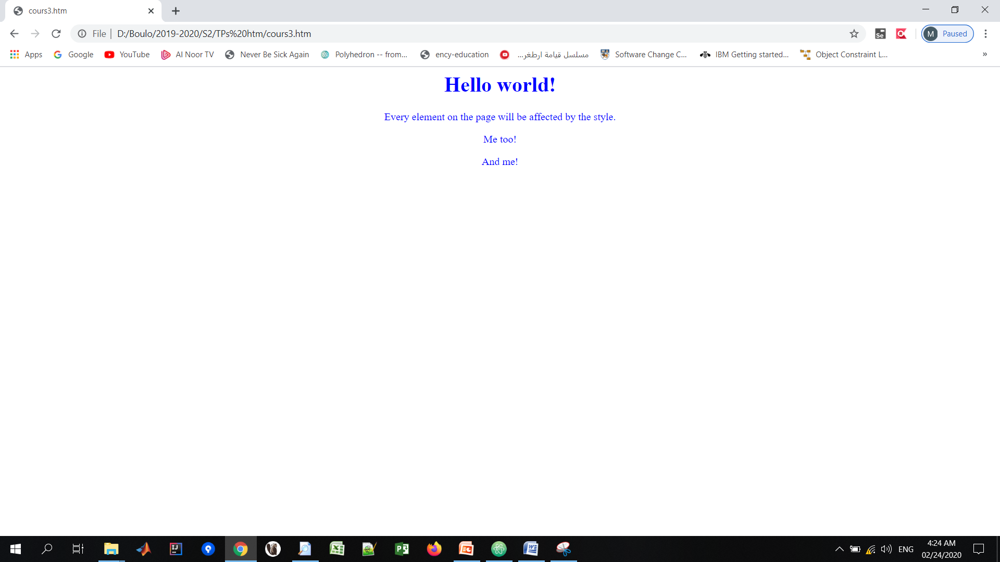 cours3.htm
File | D:/Boulo/2019-2020/S2/TPs%20htm/cours3.htm
Se
M Paused
Apps Google YouTube Al Noor TV Never Be Sick Again Polyhedron -- from... ency-education مسلسل قيامة ارطغر... Software Change C... IBM Getting started... Object Constraint L... »
Hello world!
Every element on the page will be affected by the style.
Me too!
And me!
ENG
4:24 AM
02/24/2020